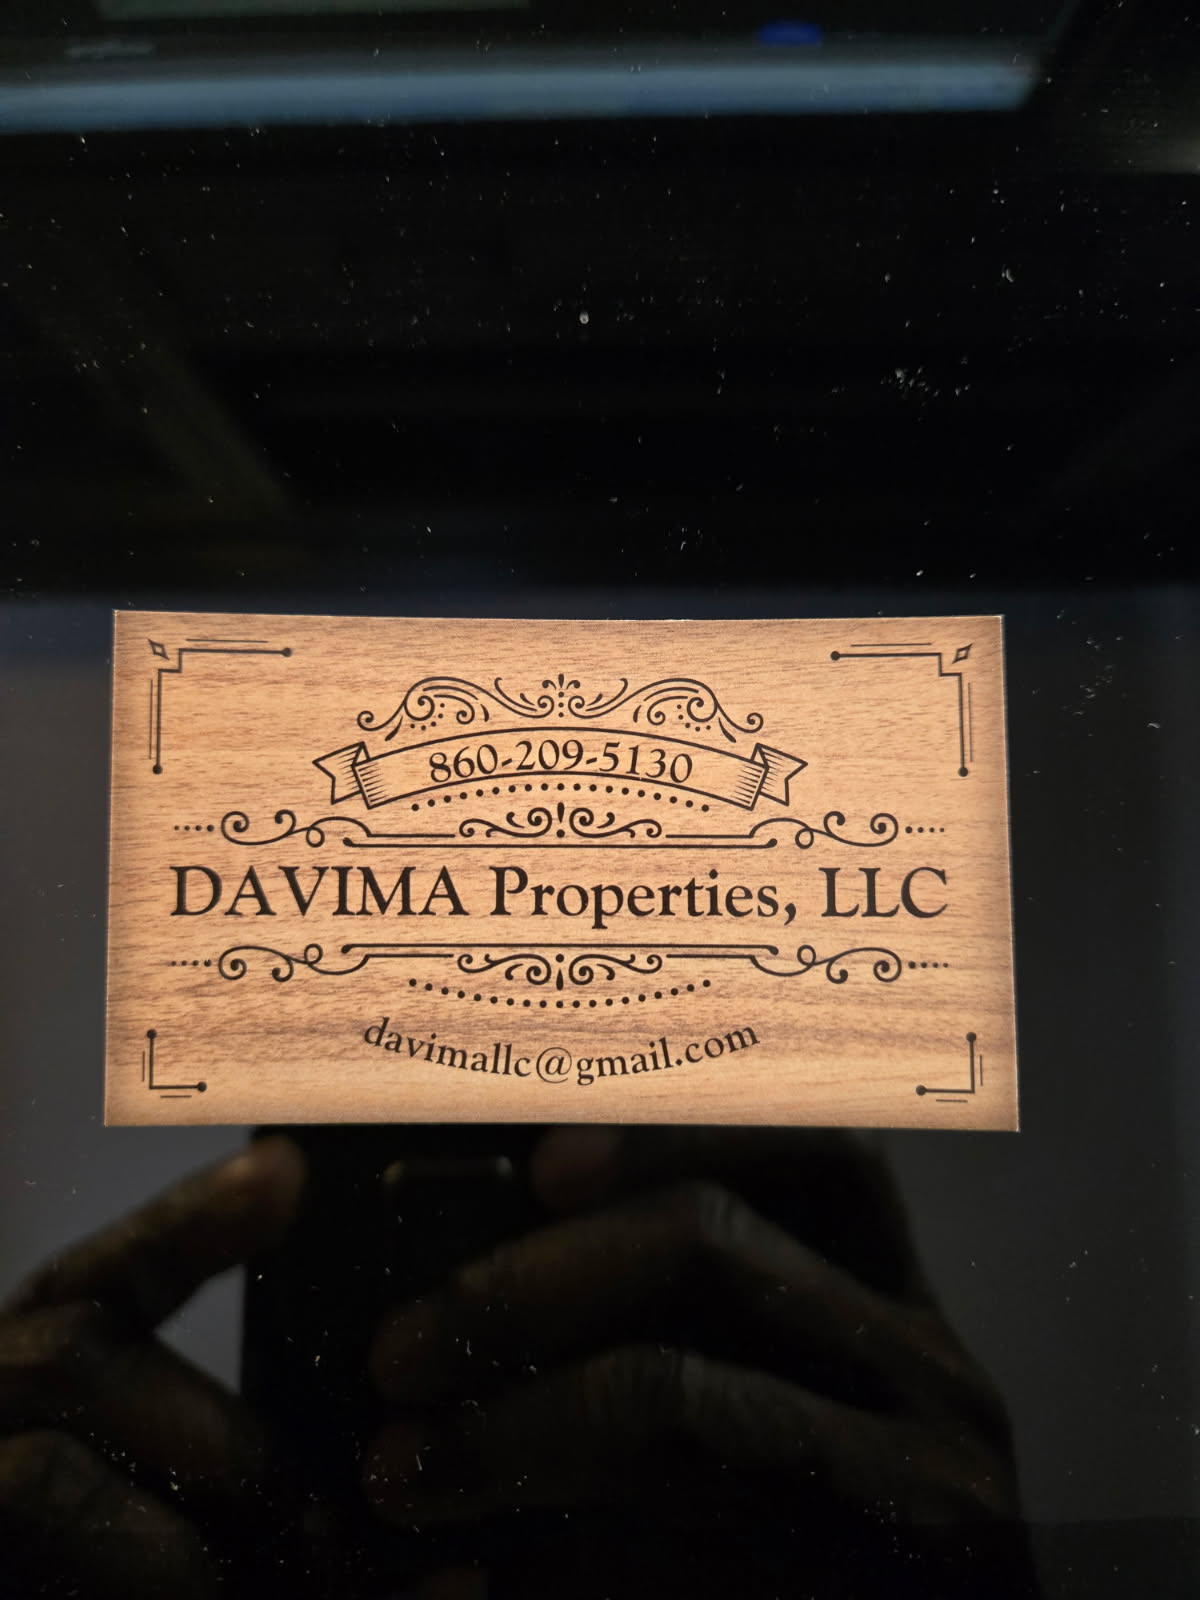 860-209-5130
DAVIMA Properties, LLC
davimallc@gmail.com